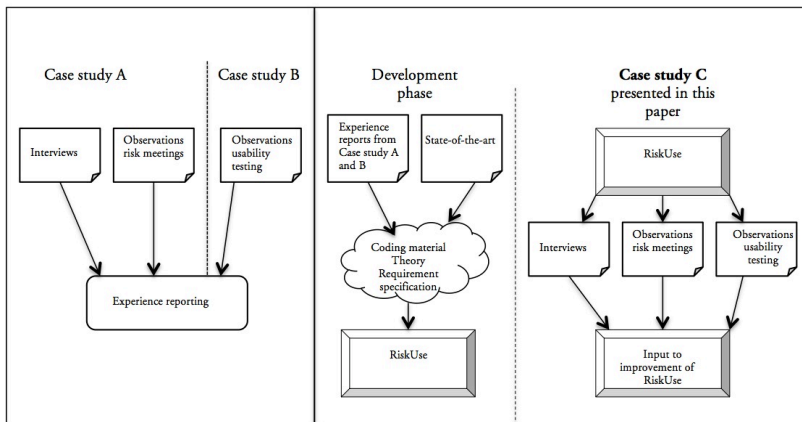 Case study A
Case study B
Interviews
Observations
risk meetings
Observations
usability
testing
Experience reporting
Development
phase
Experience
reports from
Case study A
and B
State-of-the-art
Coding material
Theory
Requirement
specification
RiskUse
Case study C
presented in this
paper
RiskUse
Interviews
Observations
risk meetings
Observations
usability
testing
Input to
improvement of
RiskUse